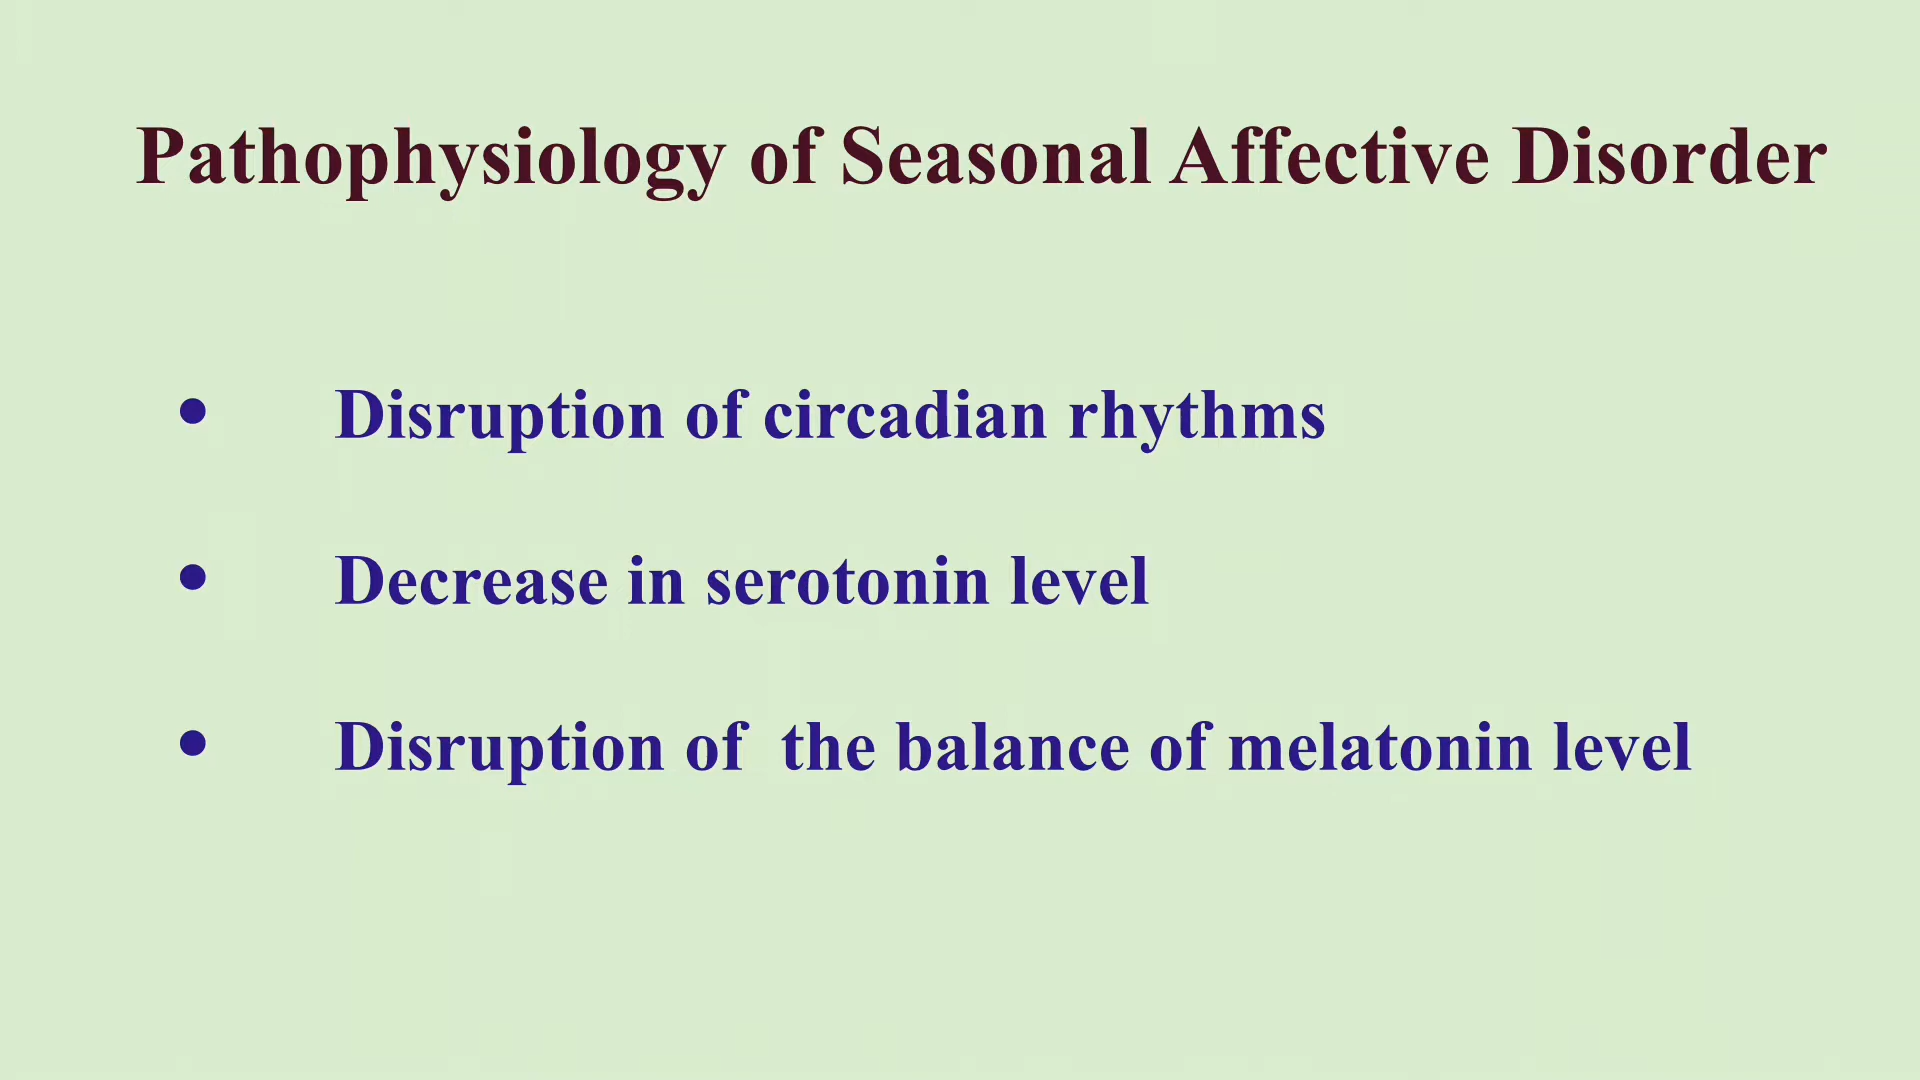 Pathophysiology of Seasonal Affective Disorder
• Disruption of circadian rhythms
• Decrease in serotonin level
• Disruption of  the balance of melatonin level